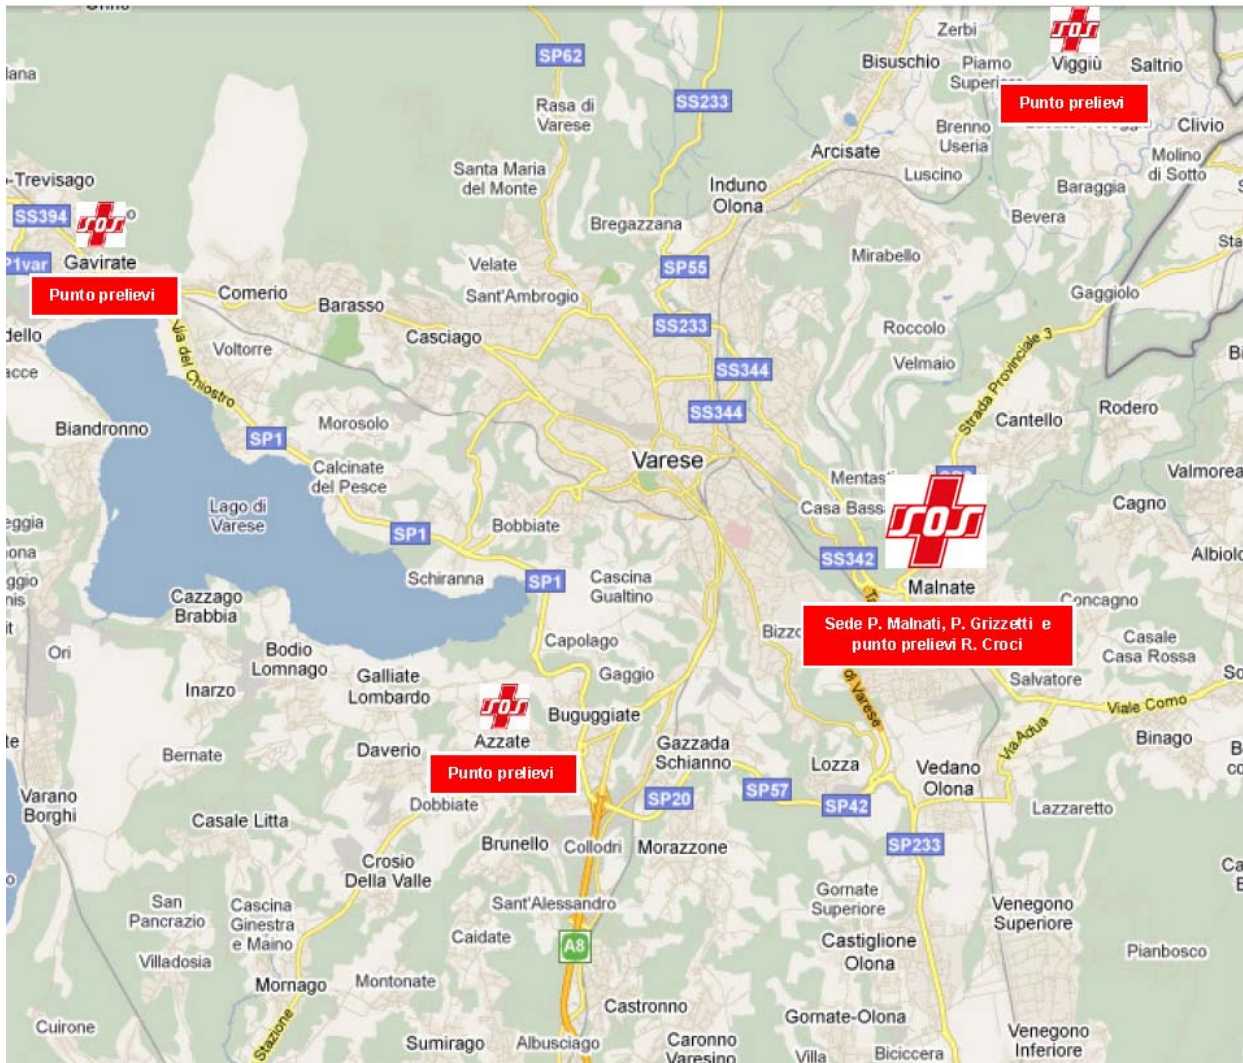 SP62
Zerbi
Bisuschio
Piamo
Viggiù
Saltrio
Rasa di
Varese
SS233
Punto prelievi
Brenno
Useria
Clivio
Arcisate
Molino
di Sotto
Santa Maria
del Monte
Luscino
o-Trevisago
SOS
Induno
Olona
Baraggia
SS394
Bregazzana
Bevera
P1var
Gavirate
Velate
SP55
Mirabello
Punto prelievi
Comerio
Barasso
Sant'Ambrogio
Gaggiolo
Via del Chiostro
Voltorre
Casciago
SS233
Roccolo
Velmaio
Strada Provinciale 3
SS344
SS344
Biandronno
SP1
Morosolo
Cantello
Rodero
Calcinate
del Pesce
Varese
Mentasti
Valmorea
Lago di
Varese
SP1
Bobbiate
Casa Bassa
SOS
Cagno
SS342
Schiranna
SP1
Cascina
Gualtino
Malnate
Cazzago
Brabbia
Concagno
Sede P. Malnati, P. Grizzetti e
punto prelievi R. Croci
Ori
Bodio
Lomnago
Capolago
Casale
Casa Rossa
Inarzo
Galliate
Lombardo
Gaggio
Salvatore
di Varese
Viale Como
SOS
Buguggiate
Azzate
Via Adua
Bernate
Daverio
Gazzada
Schianno
Lozza
Vedano
Olona
Binago
Punto prelievi
SP57
SP20
SP42
Varano
Borghi
Dobbiate
Lazzaretto
Casale Litta
Brunello
Collodri
Morazzone
SP233
Crosio
Della Valle
San
Pancrazio
Cascina
Ginestra
e Maino
Sant'Alessandro
Gornate
Superiore
Venegono
Superiore
Caidate
A8
Castiglione
Olona
Pianbosco
Villadosia
Mornago
Montonate
Castronno
Gornate-Olona
Cuirone
Stazione
Sumirago
Albusciago
Caronno
Varesino
Villa
Biciccera
Venegono
Inferiore